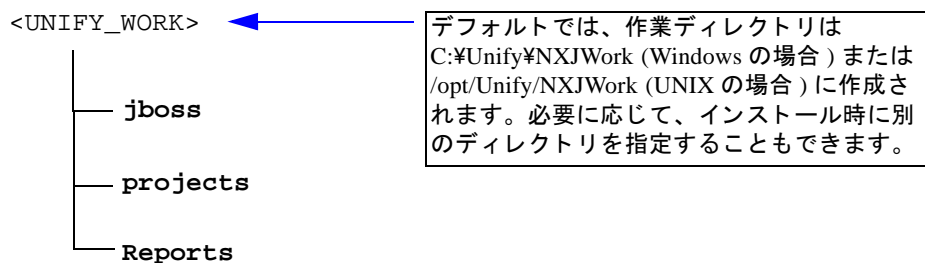 <UNIFY_WORK>
デフォルトでは、作業ディレクトリは
C:¥Unify¥NXJWork (Windows の場合 ) または
/opt/Unify/NXJWork (UNIX の場合 ) に作成さ
れます。必要に応じて、インストール時に別
のディレクトリを指定することもできます。
jboss
projects
Reports